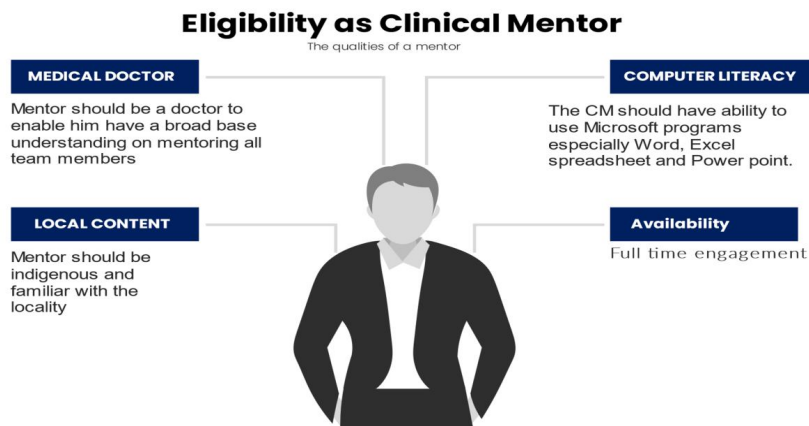 Eligibility as Clinical Mentor
The qualities of a mentor
MEDICAL DOCTOR
Mentor should be a doctor to
enable him have a broad base
understanding on mentoring all
team members
COMPUTER LITERACY
The CM should have ability to
use Microsoft programs
especially Word, Excel
spreadsheet and Power point.
LOCAL CONTENT
Mentor should be
indigenous and
familiar with the
locality
Availability
Full time engagement